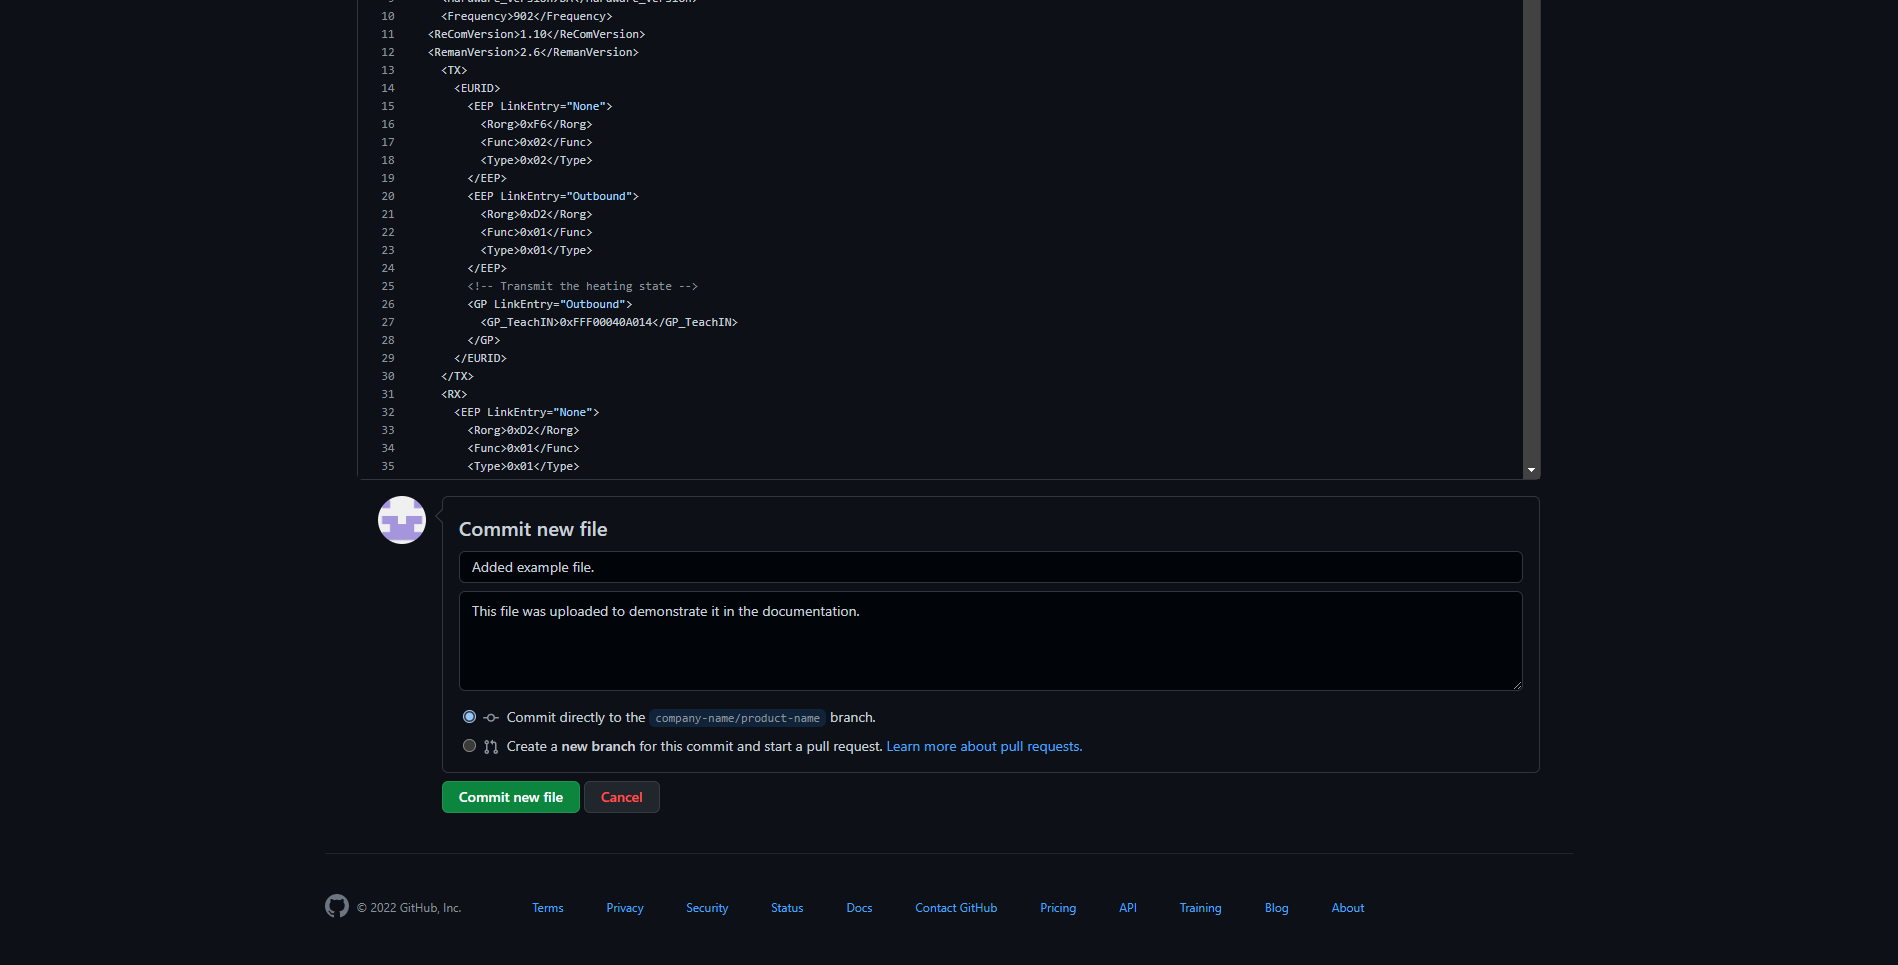 9 <Hardware_Version>DA</Hardware_Version>
10 <Frequency>902</Frequency>
11 <ReComVersion>1.10</ReComVersion>
12 <RemanVersion>2.6</RemanVersion>
13 <TX>
14 <EURID>
15 <EEP LinkEntry="None">
16 <Rorg>0xF6</Rorg>
17 <Func>0x02</Func>
18 <Type>0x02</Type>
19 </EEP>
20 <EEP LinkEntry="Outbound">
21 <Rorg>0xD2</Rorg>
22 <Func>0x01</Func>
23 <Type>0x01</Type>
24 </EEP>
25 <!-- Transmit the heating state -->
26 <GP LinkEntry="Outbound">
27 <GP_TeachIN>0xFFF00040A014</GP_TeachIN>
28 </GP>
29 </EURID>
30 </TX>
31 <RX>
32 <EEP LinkEntry="None">
33 <Rorg>0xD2</Rorg>
34 <Func>0x01</Func>
35 <Type>0x01</Type>
Commit new file
Added example file.
This file was uploaded to demonstrate it in the documentation.
Commit directly to the company-name/product-name branch.
Create a new branch for this commit and start a pull request. Learn more about pull requests.
Commit new file Cancel
© 2022 GitHub, Inc. Terms Privacy Security Status Docs Contact GitHub Pricing API Training Blog About